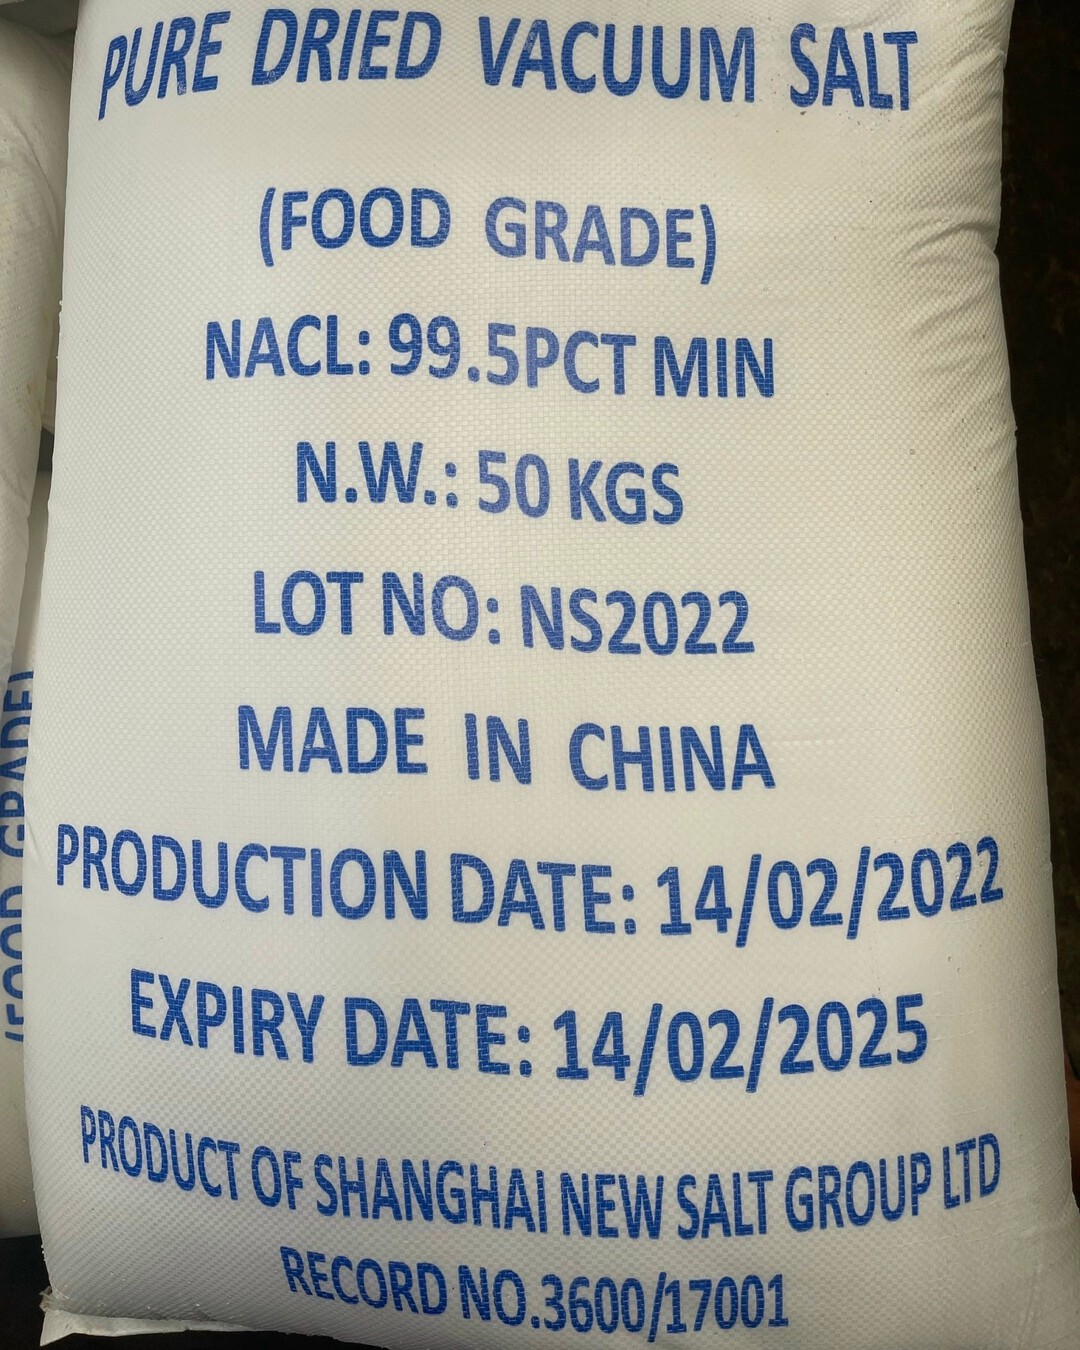 PURE DRIED VACUUM SALT
(FOOD GRADE)
NACL: 99.5PCT MIN
N.W.: 50 KGS
LOT NO: NS2022
MADE IN CHINA
PRODUCTION DATE: 14/02/2022
EXPIRY DATE: 14/02/2025
PRODUCT OF SHANGHAI NEW SALT GROUP LTD
RECORD NO.3600/17001
(FOOD GRADE)